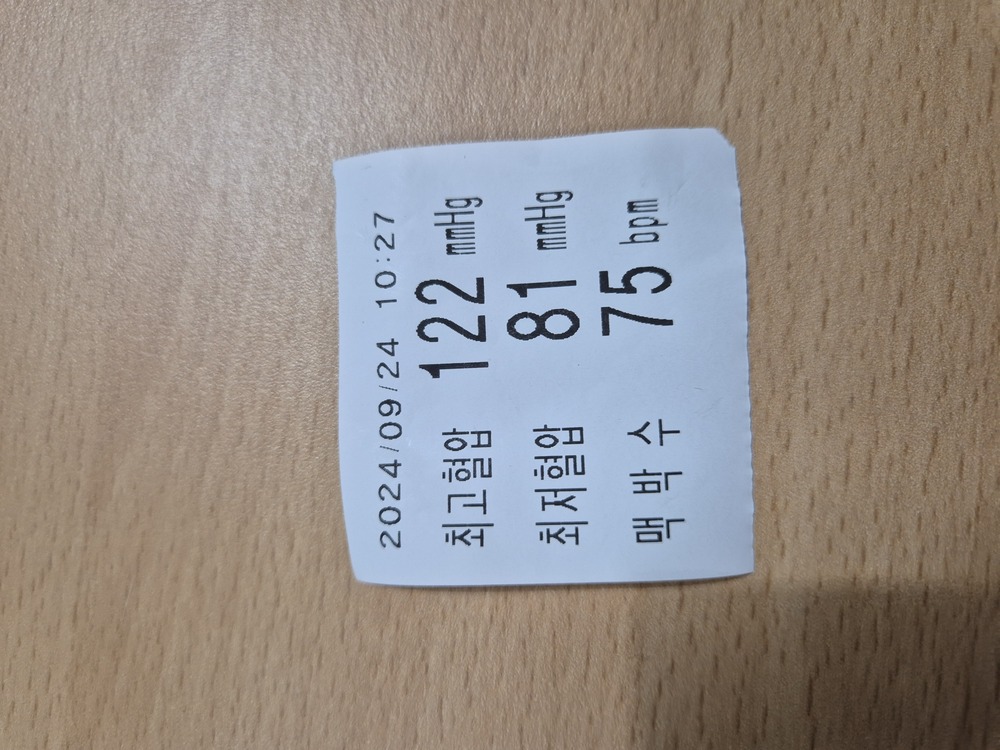 2024/09/24 10:27
최고혈압 122 mmHg
최저혈압 81 mmHg
맥 박 수 75 bpm